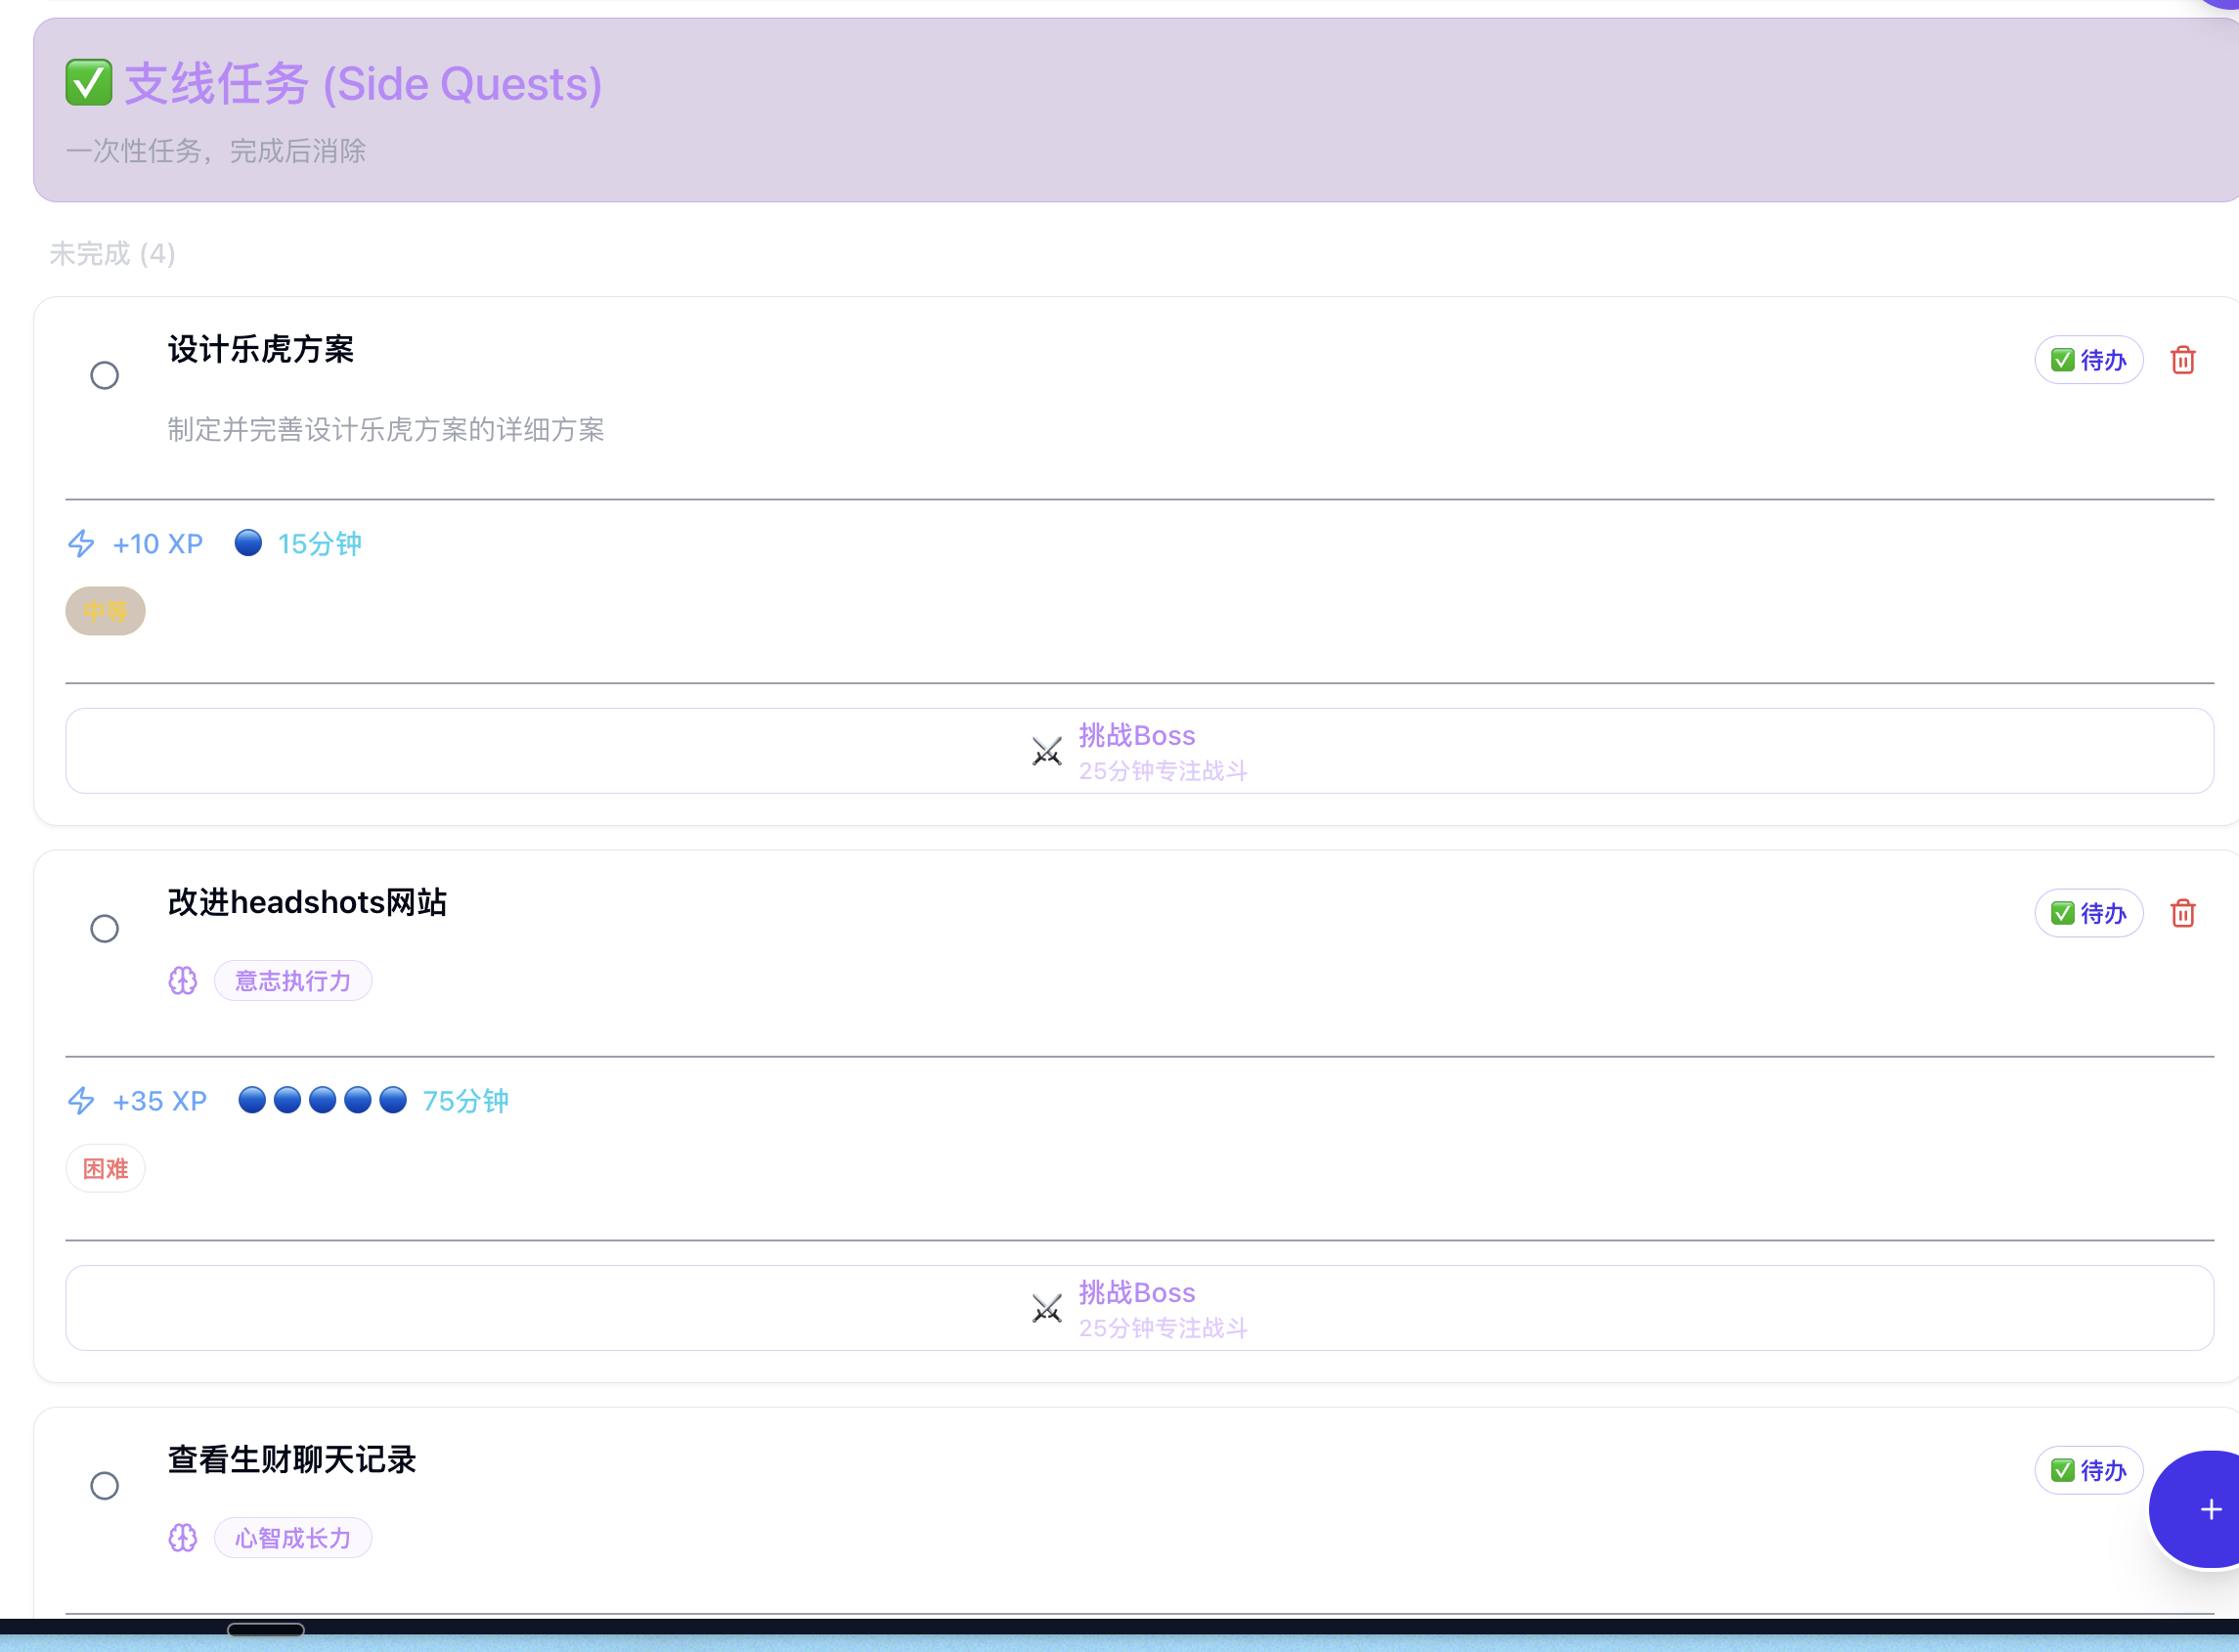 ✅ 支线任务 (Side Quests)
一次性任务，完成后消除
未完成 (4)
设计乐虎方案
✅ 待办
制定并完善设计乐虎方案的详细方案
+10 XP 🔵 15分钟
中等
⚔ 挑战Boss
25分钟专注战斗
改进headshots网站
✅ 待办
意志执行力
+35 XP 🔵🔵🔵🔵🔵 75分钟
困难
⚔ 挑战Boss
25分钟专注战斗
查看生财聊天记录
✅ 待办
心智成长力
+